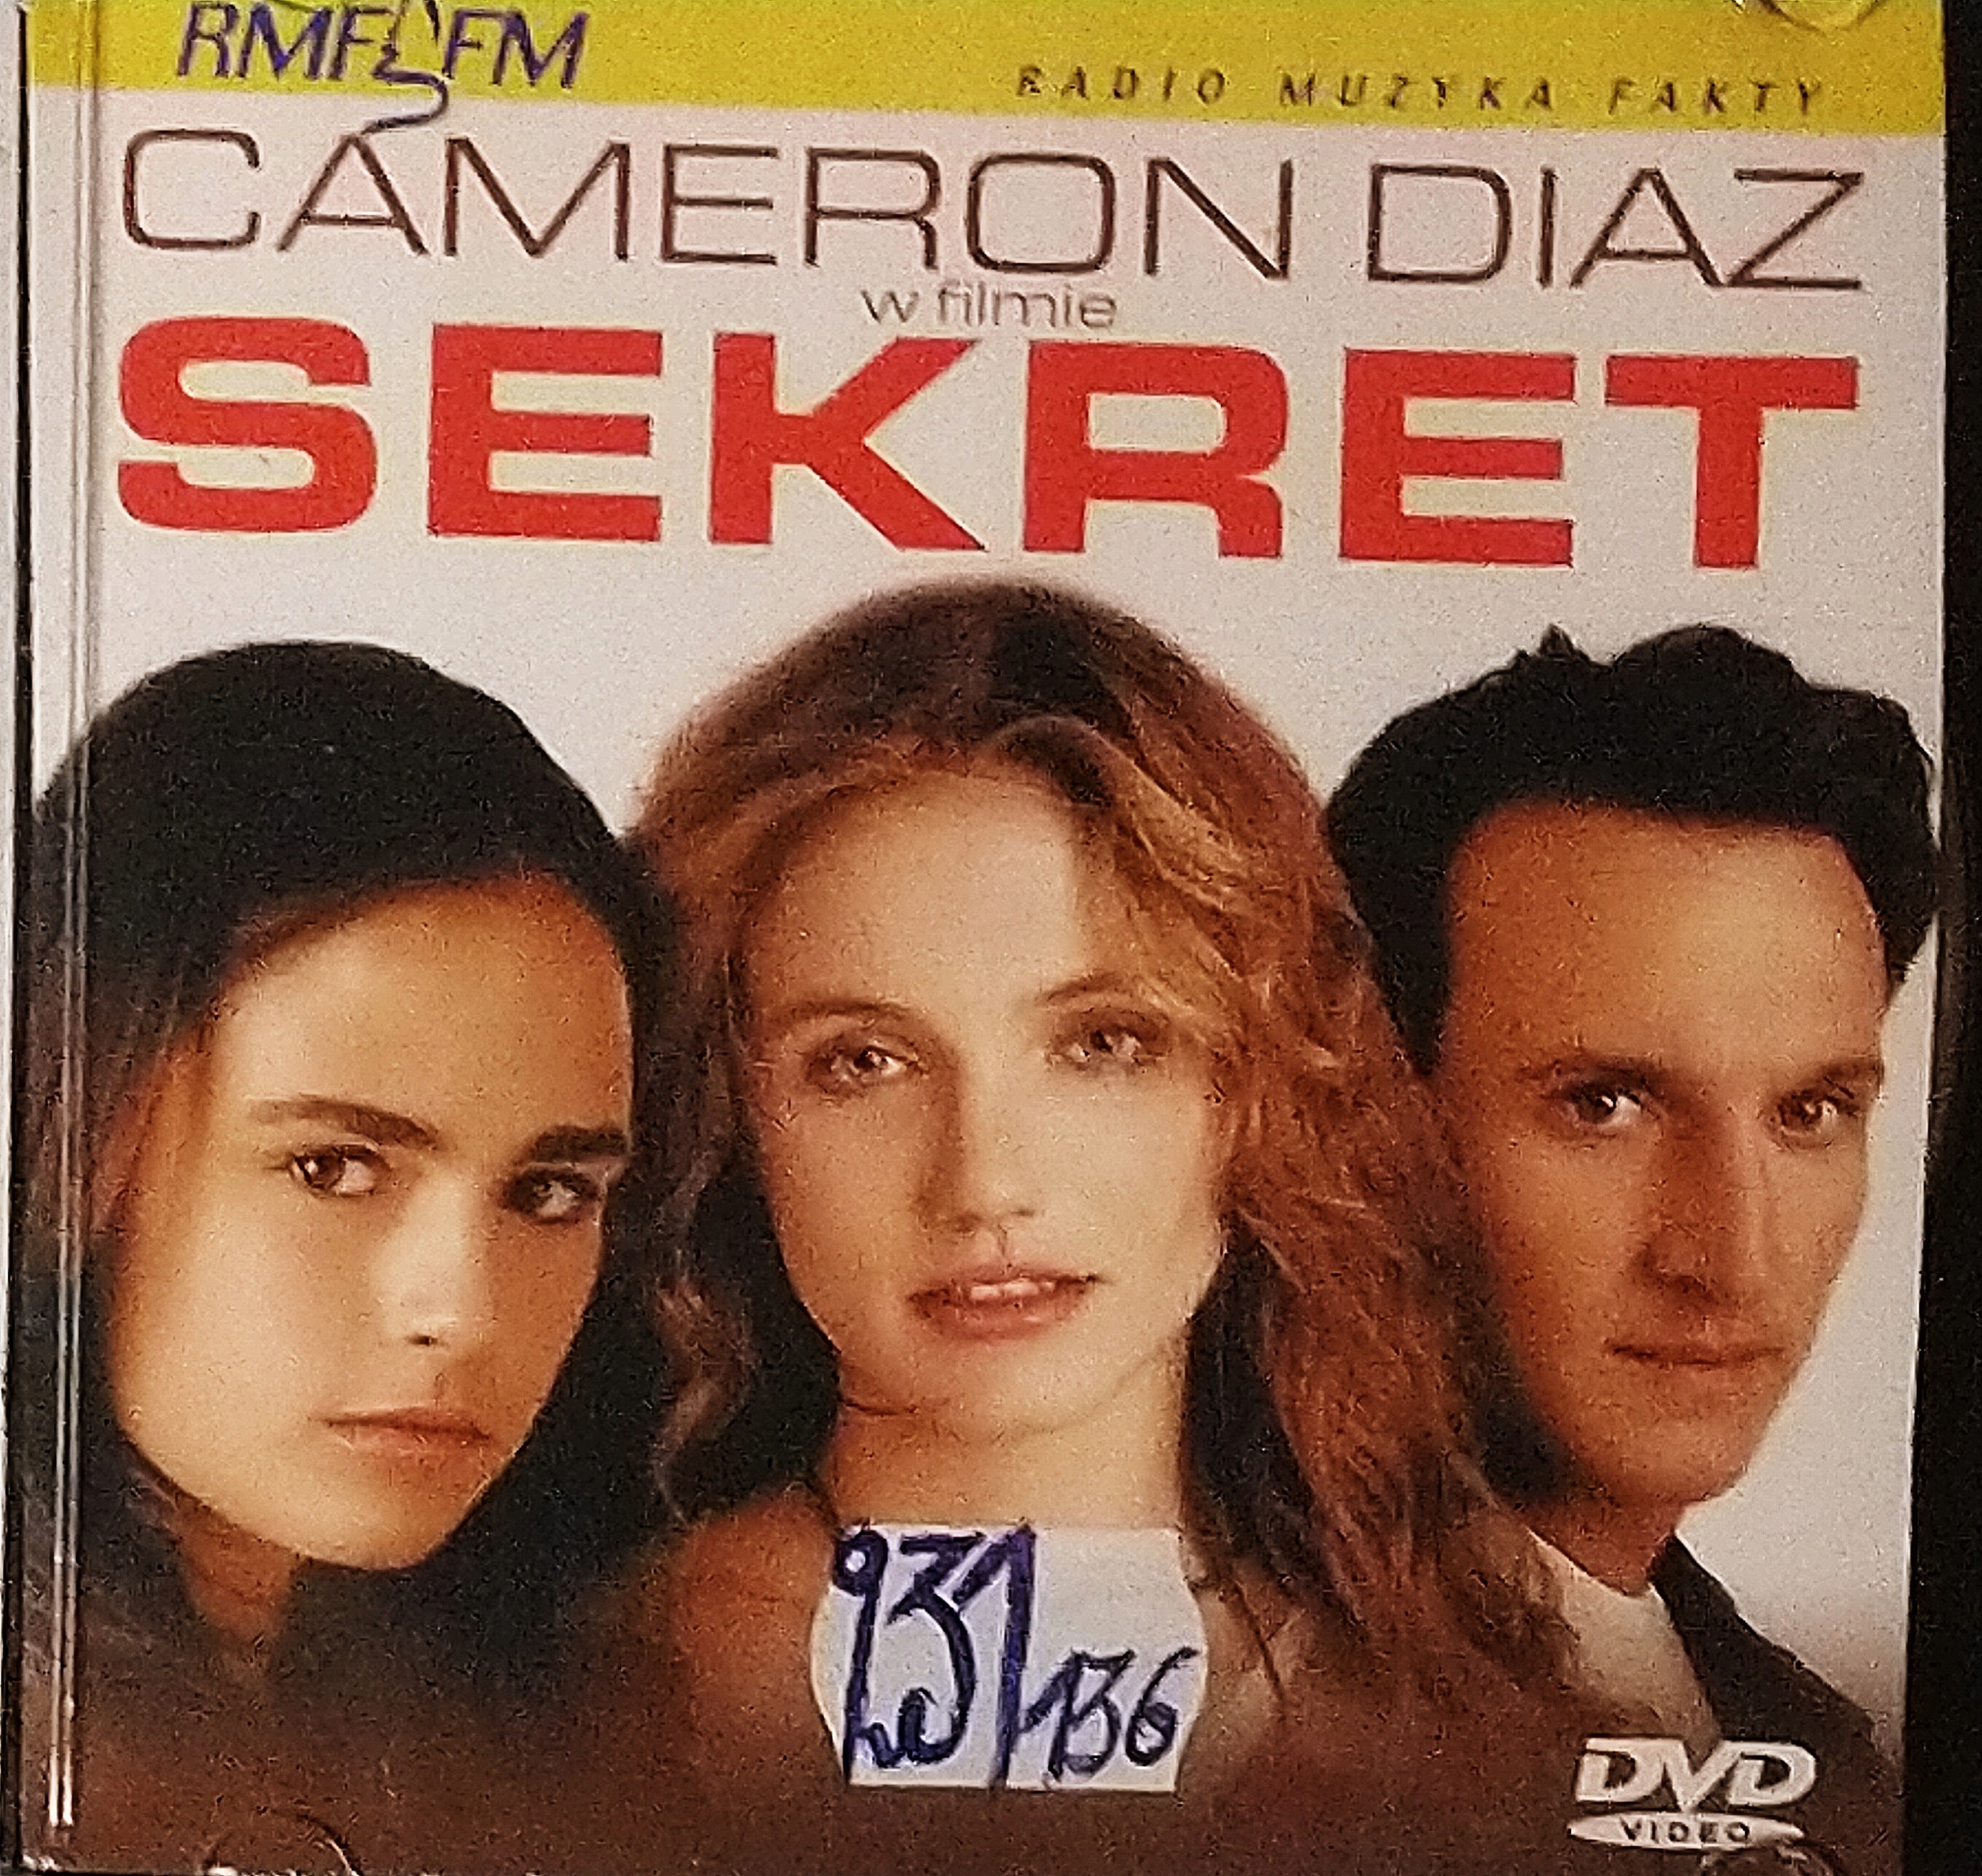 RMF FM
RADIO MUZYKA FAKTY
CAMERON DIAZ
w filmie
SEKRET
931
136
DVD
VIDEO